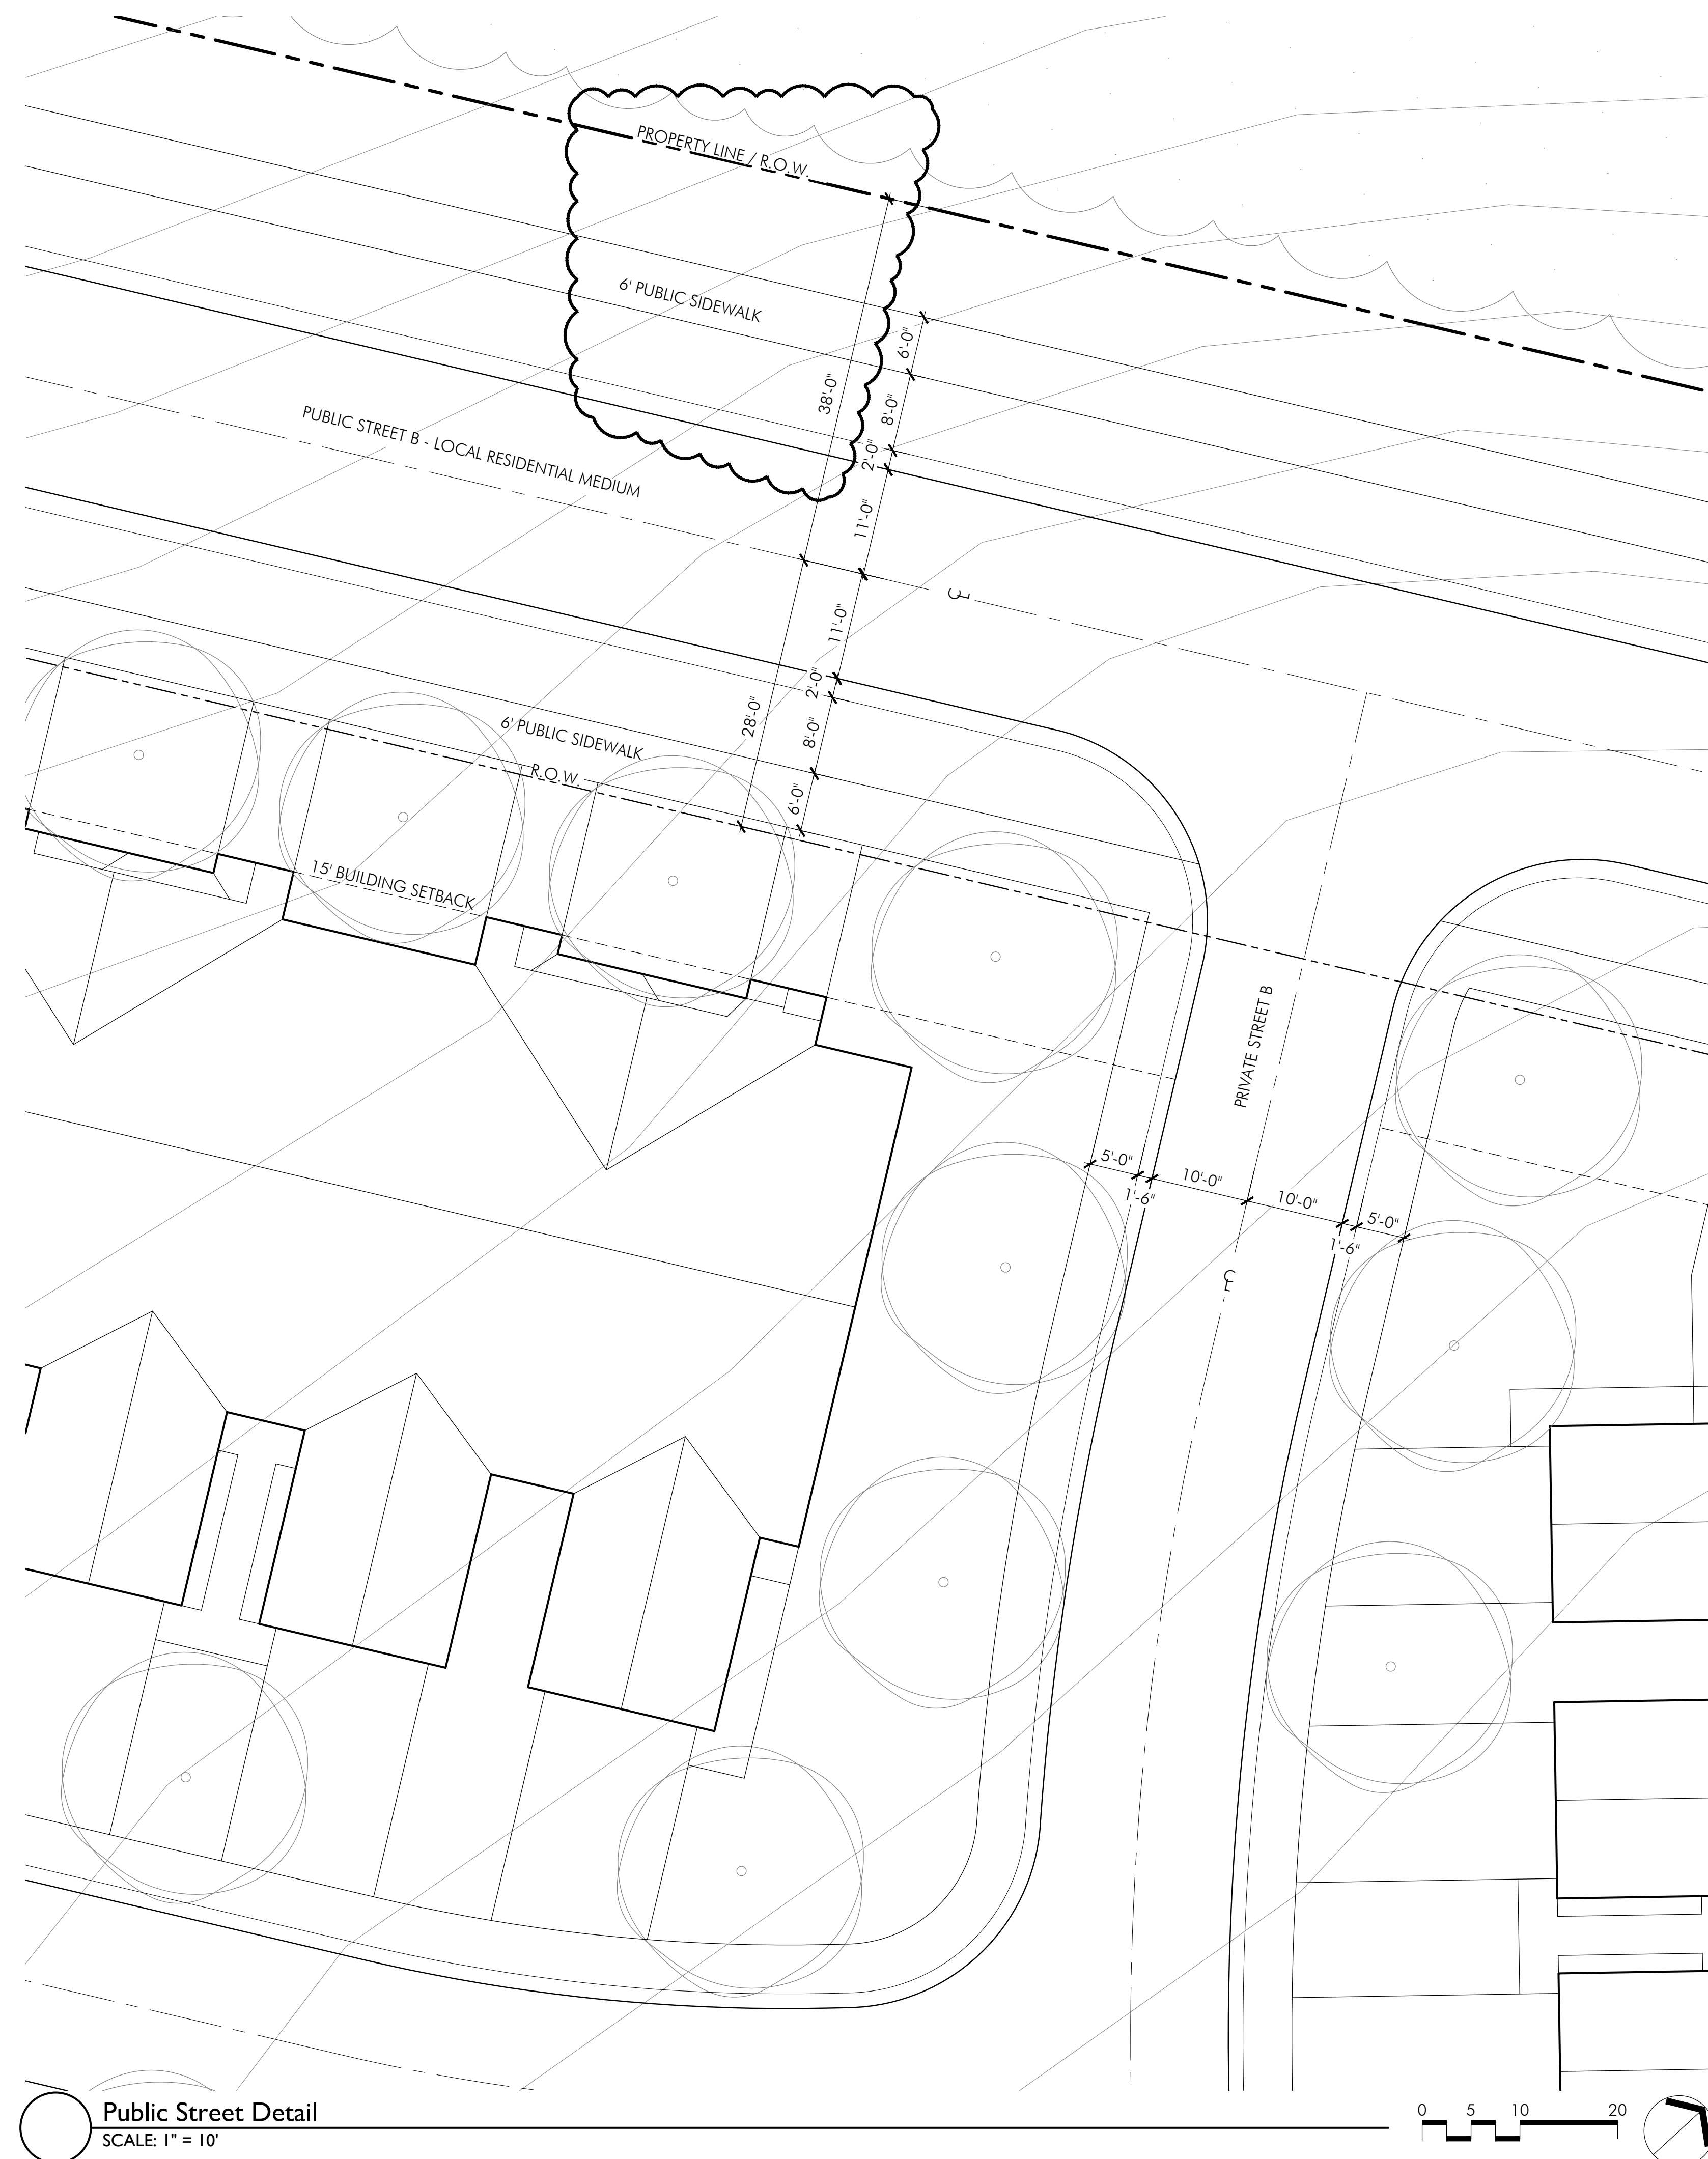 PROPERTY LINE / R.O.W.
6' PUBLIC SIDEWALK
6'-0"
38'-0"
8'-0"
2'-0"
PUBLIC STREET B - LOCAL RESIDENTIAL MEDIUM
11'-0"
CL
11'-0"
2'-0"
28'-0"
8'-0"
6' PUBLIC SIDEWALK
R.O.W.
6'-0"
15' BUILDING SETBACK
PRIVATE STREET B
5'-0"
1'-6"
10'-0"
10'-0"
5'-0"
1'-6"
CL
Public Street Detail
SCALE: 1" = 10'
0 5 10 20